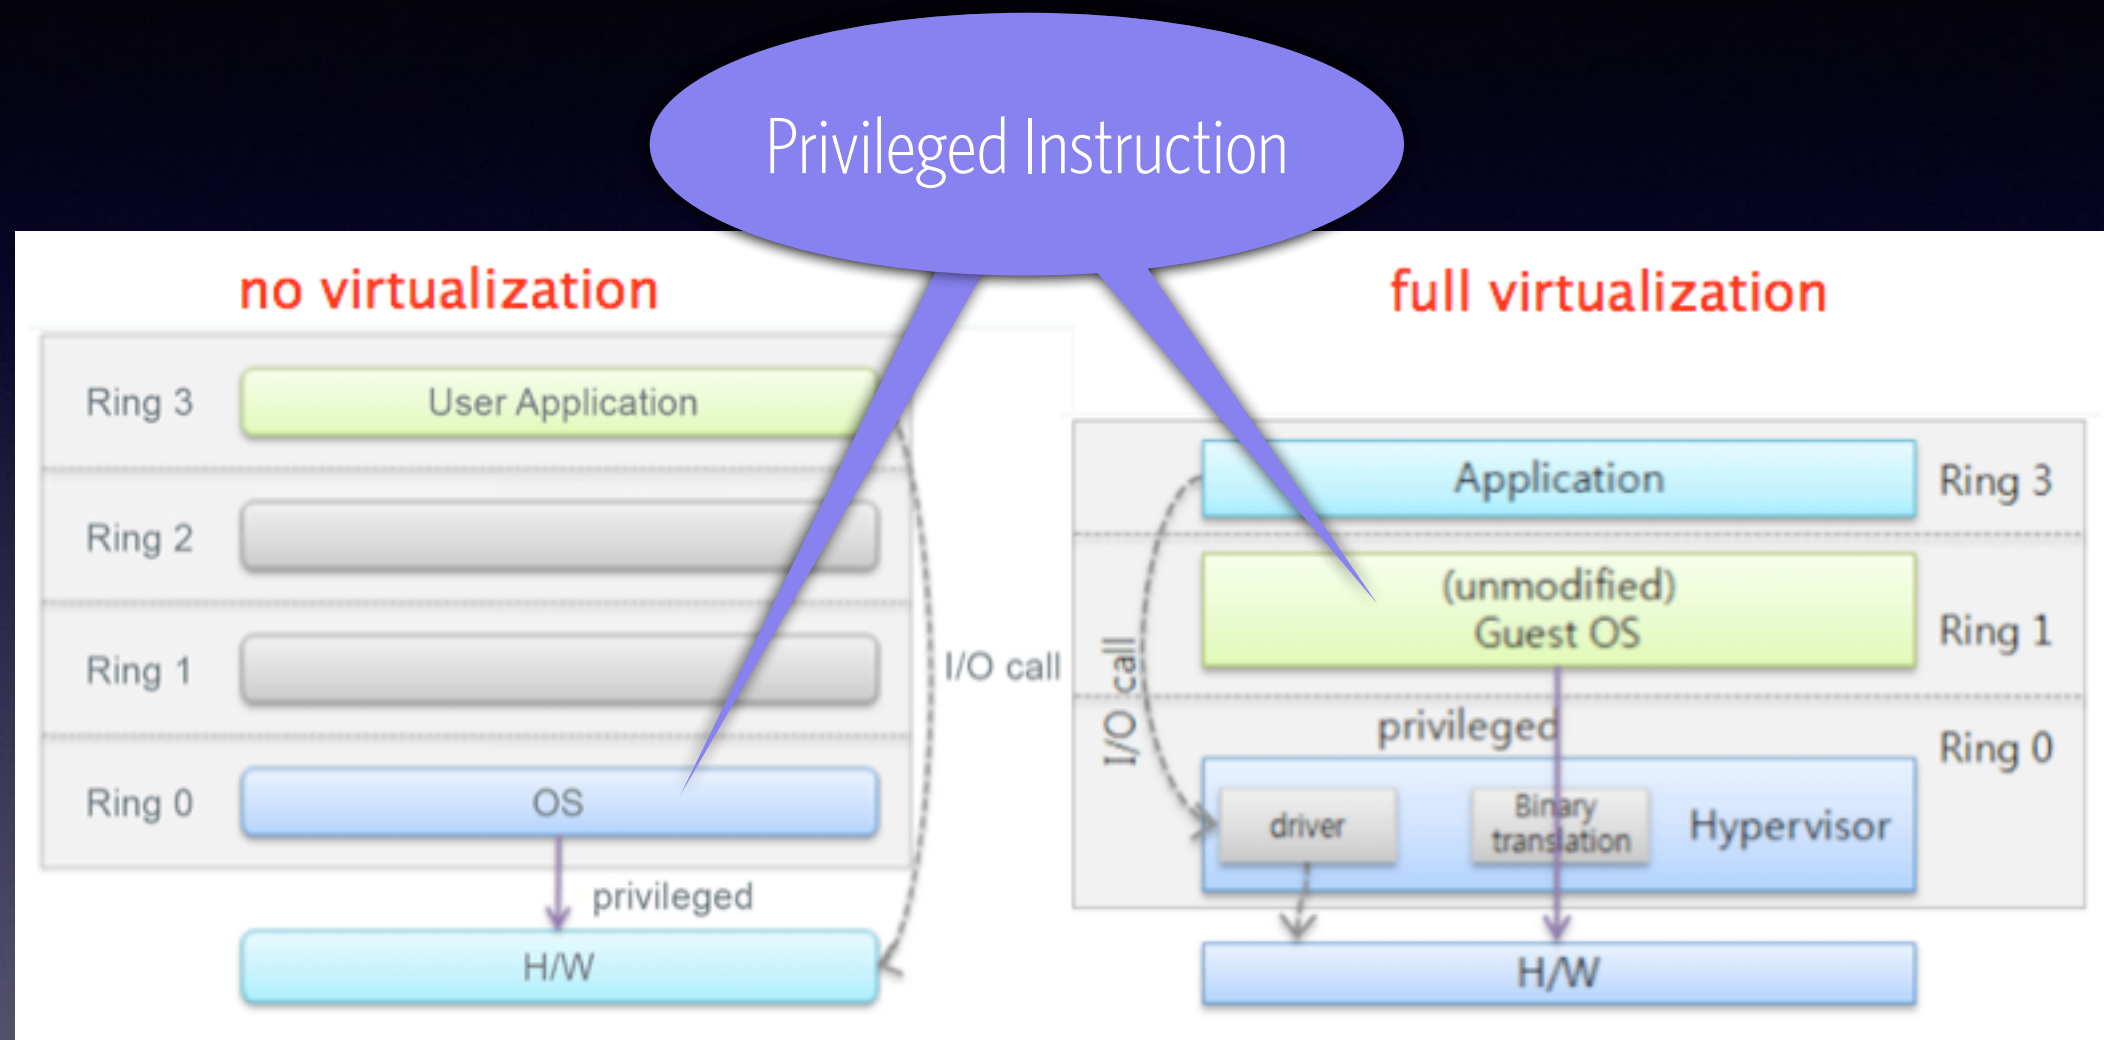 Privileged Instruction
no virtualization
Ring 3
User Application
Ring 2
Ring 1
I/O call
Ring 0
OS
privileged
H/W
full virtualization
Application
Ring 3
(unmodified)
Guest OS
Ring 1
I/O call
privileged
Ring 0
driver
Binary
translation
Hypervisor
H/W